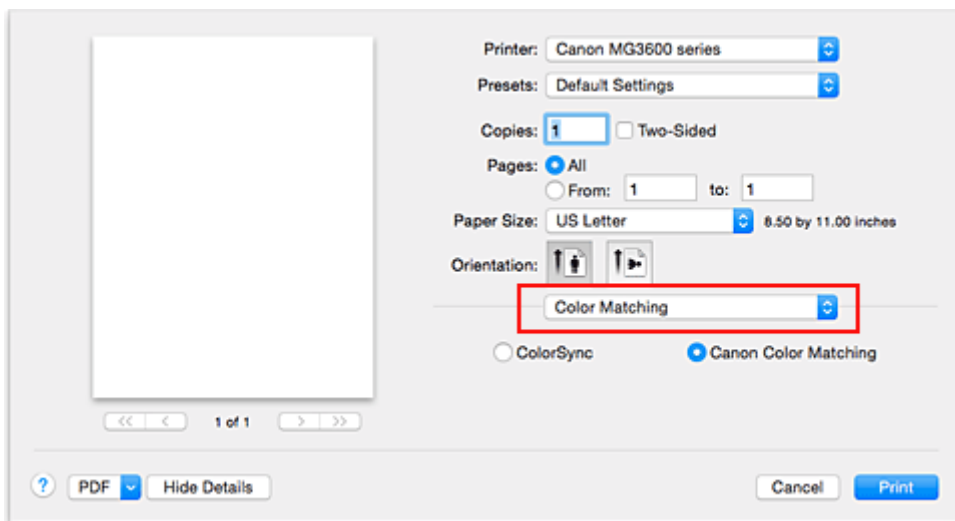 Printer: Canon MG3600 series
Presets: Default Settings
Copies: 1 Two-Sided
Pages: All
From: 1 to: 1
Paper Size: US Letter 8.50 by 11.00 inches
Orientation:
Color Matching
ColorSync Canon Color Matching
<< < 1 of 1 > >>
? PDF Hide Details Cancel Print